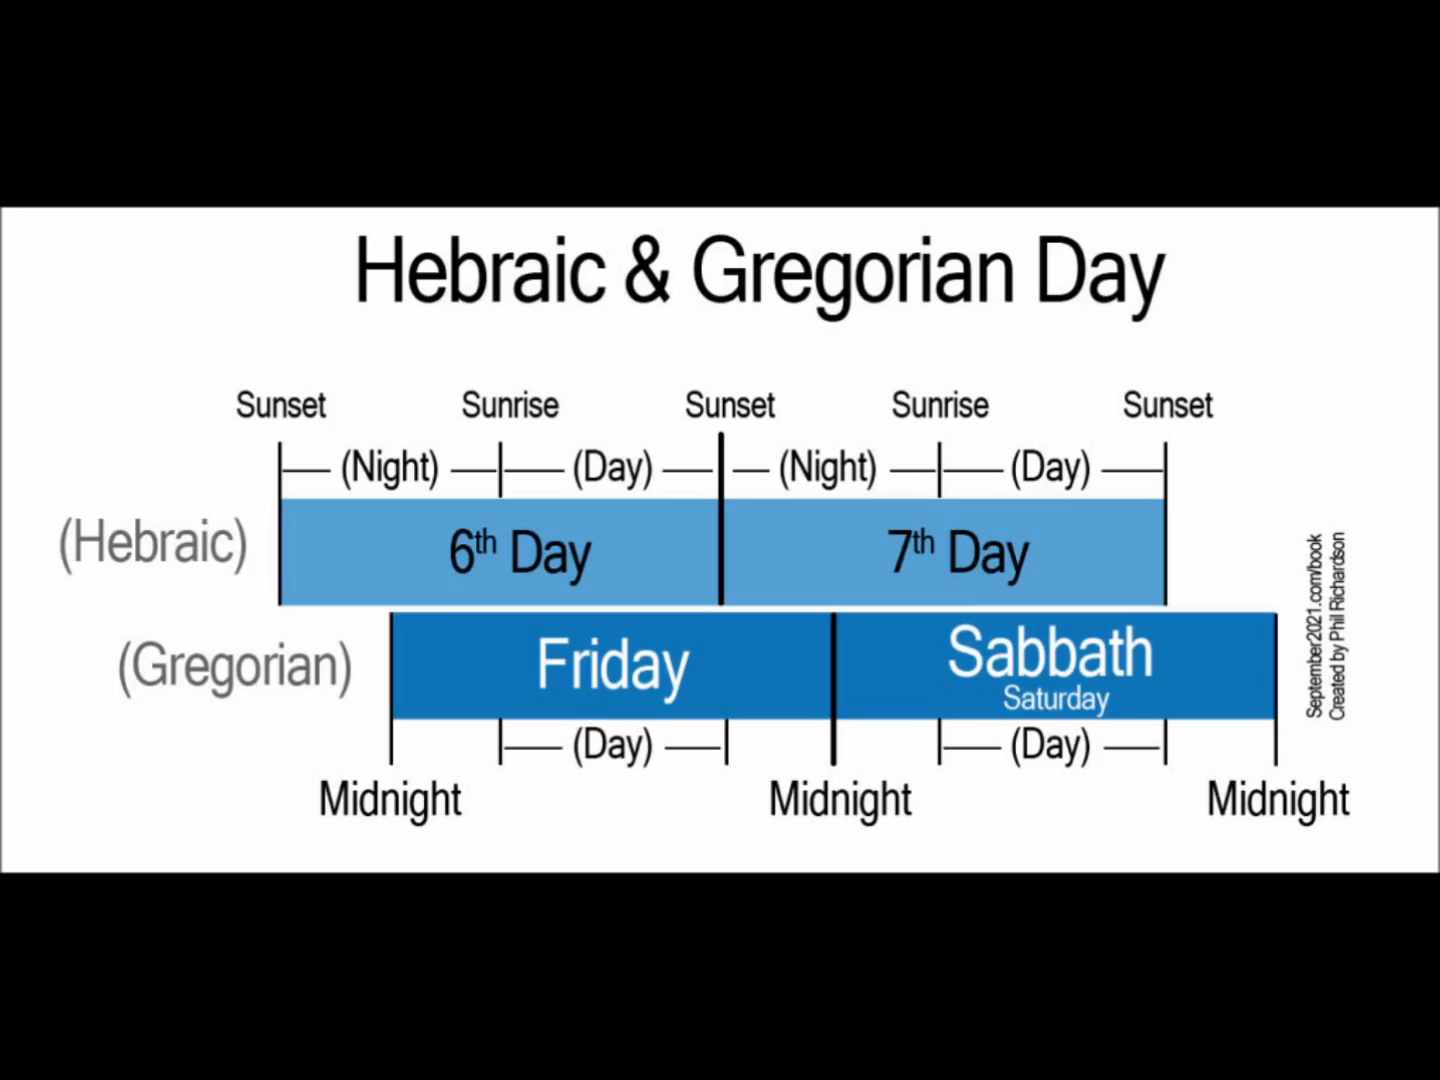 Hebraic & Gregorian Day
Sunset Sunrise Sunset Sunrise Sunset
(Night) (Day) (Night) (Day)
(Hebraic) 6th Day 7th Day
(Gregorian) Friday Sabbath
Saturday
(Day) (Day)
Midnight Midnight Midnight
September2021.com/book
Created by Phil Richardson